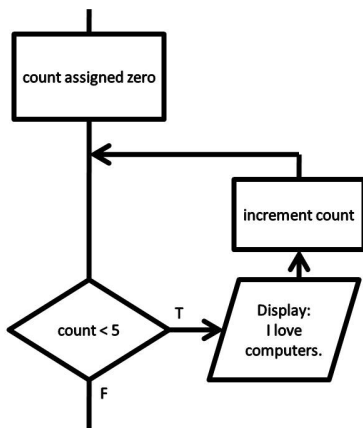 count assigned zero
increment count
count < 5
T
Display:
I love
computers.
F